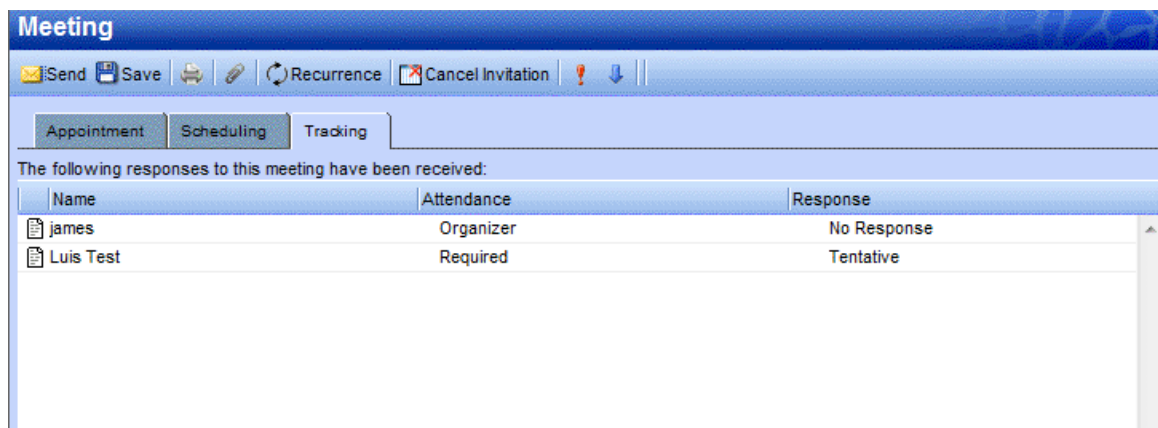 Meeting
Send Save Recurrence Cancel Invitation
Appointment Scheduling Tracking
The following responses to this meeting have been received:
Name Attendance Response
james Organizer No Response
Luis Test Required Tentative